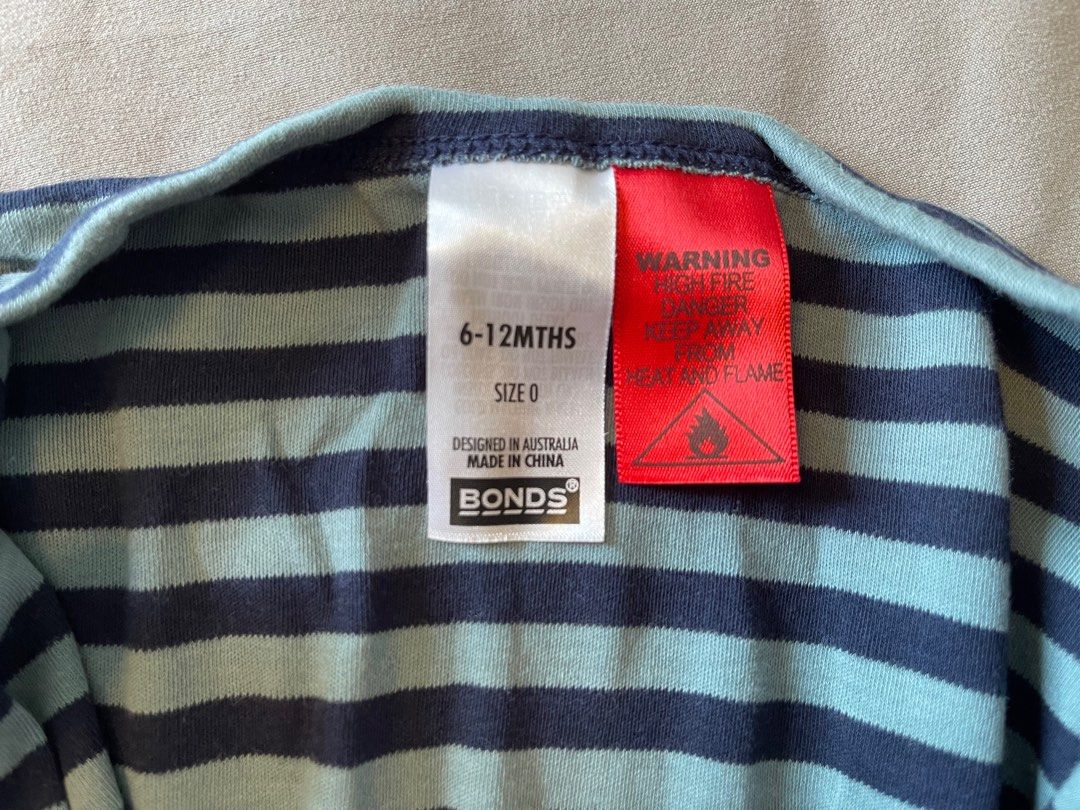 6-12MTHS
SIZE 0
DESIGNED IN AUSTRALIA
MADE IN CHINA
BONDS®
WARNING
HIGH FIRE
DANGER
KEEP AWAY
FROM
HEAT AND FLAME